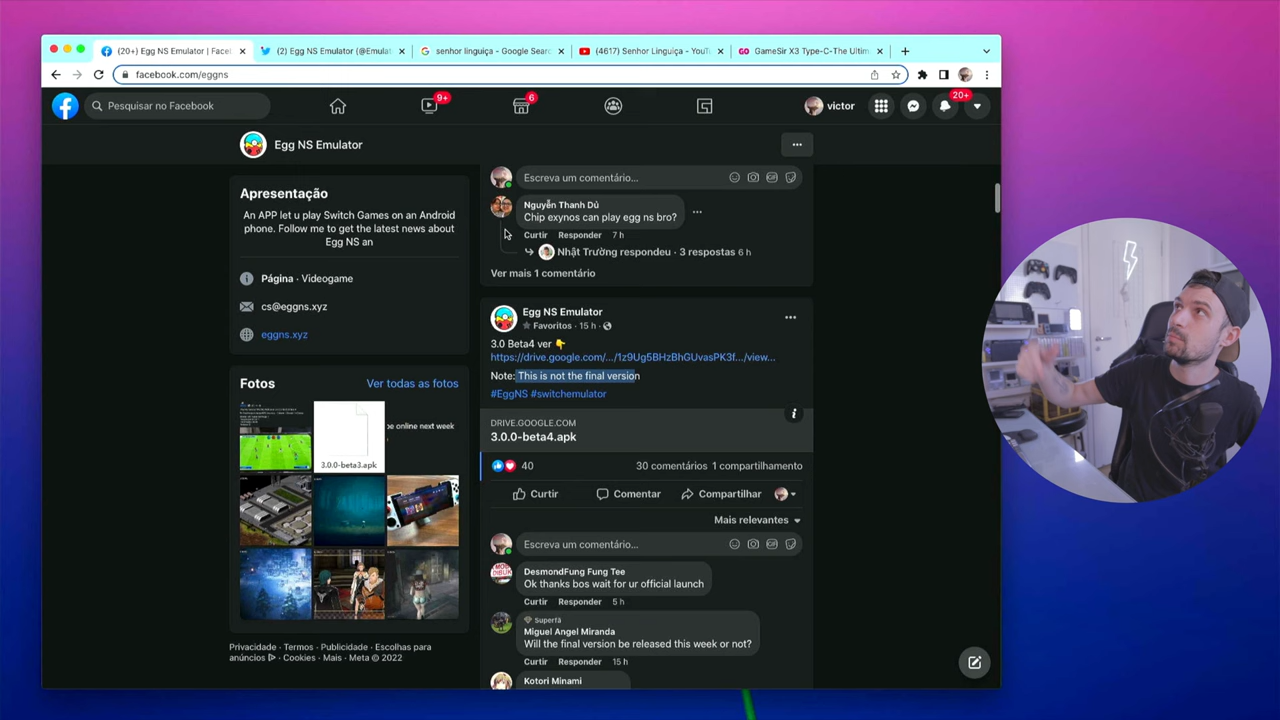 (20+) Egg NS Emulator | Facel
(2) Egg NS Emulator (@Emulat
senhor linguiça - Google Searc
(4617) Senhor Linguiça - YouTu
GO GameSir X3 Type-C-The Ultim
facebook.com/eggns
Pesquisar no Facebook
9+
6
victor
20+
Egg NS Emulator
Apresentação
An APP let u play Switch Games on an Android
phone. Follow me to get the latest news about
Egg NS an
Página · Videogame
cs@eggns.xyz
eggns.xyz
Fotos
Ver todas as fotos
be online next week
3.0.0-beta3.apk
Privacidade · Termos · Publicidade · Escolhas para
anúncios · Cookies · Mais · Meta © 2022
Escreva um comentário...
Nguyễn Thanh Dủ
Chip exynos can play egg ns bro?
Curtir Responder 7 h
Nhật Trường respondeu · 3 respostas 6 h
Ver mais 1 comentário
Egg NS Emulator
Favoritos · 15 h ·
3.0 Beta4 ver 👇
https://drive.google.com/.../1z9Ug5BHzBhGUvasPK3f.../view...
Note: This is not the final version
#EggNS #switchemulator
DRIVE.GOOGLE.COM
3.0.0-beta4.apk
40
30 comentários 1 compartilhamento
Curtir Comentar Compartilhar
Mais relevantes
Escreva um comentário...
DesmondFung Fung Tee
Ok thanks bos wait for ur official launch
Curtir Responder 5 h
Superfã
Miguel Angel Miranda
Will the final version be released this week or not?
Curtir Responder 15 h
Kotori Minami